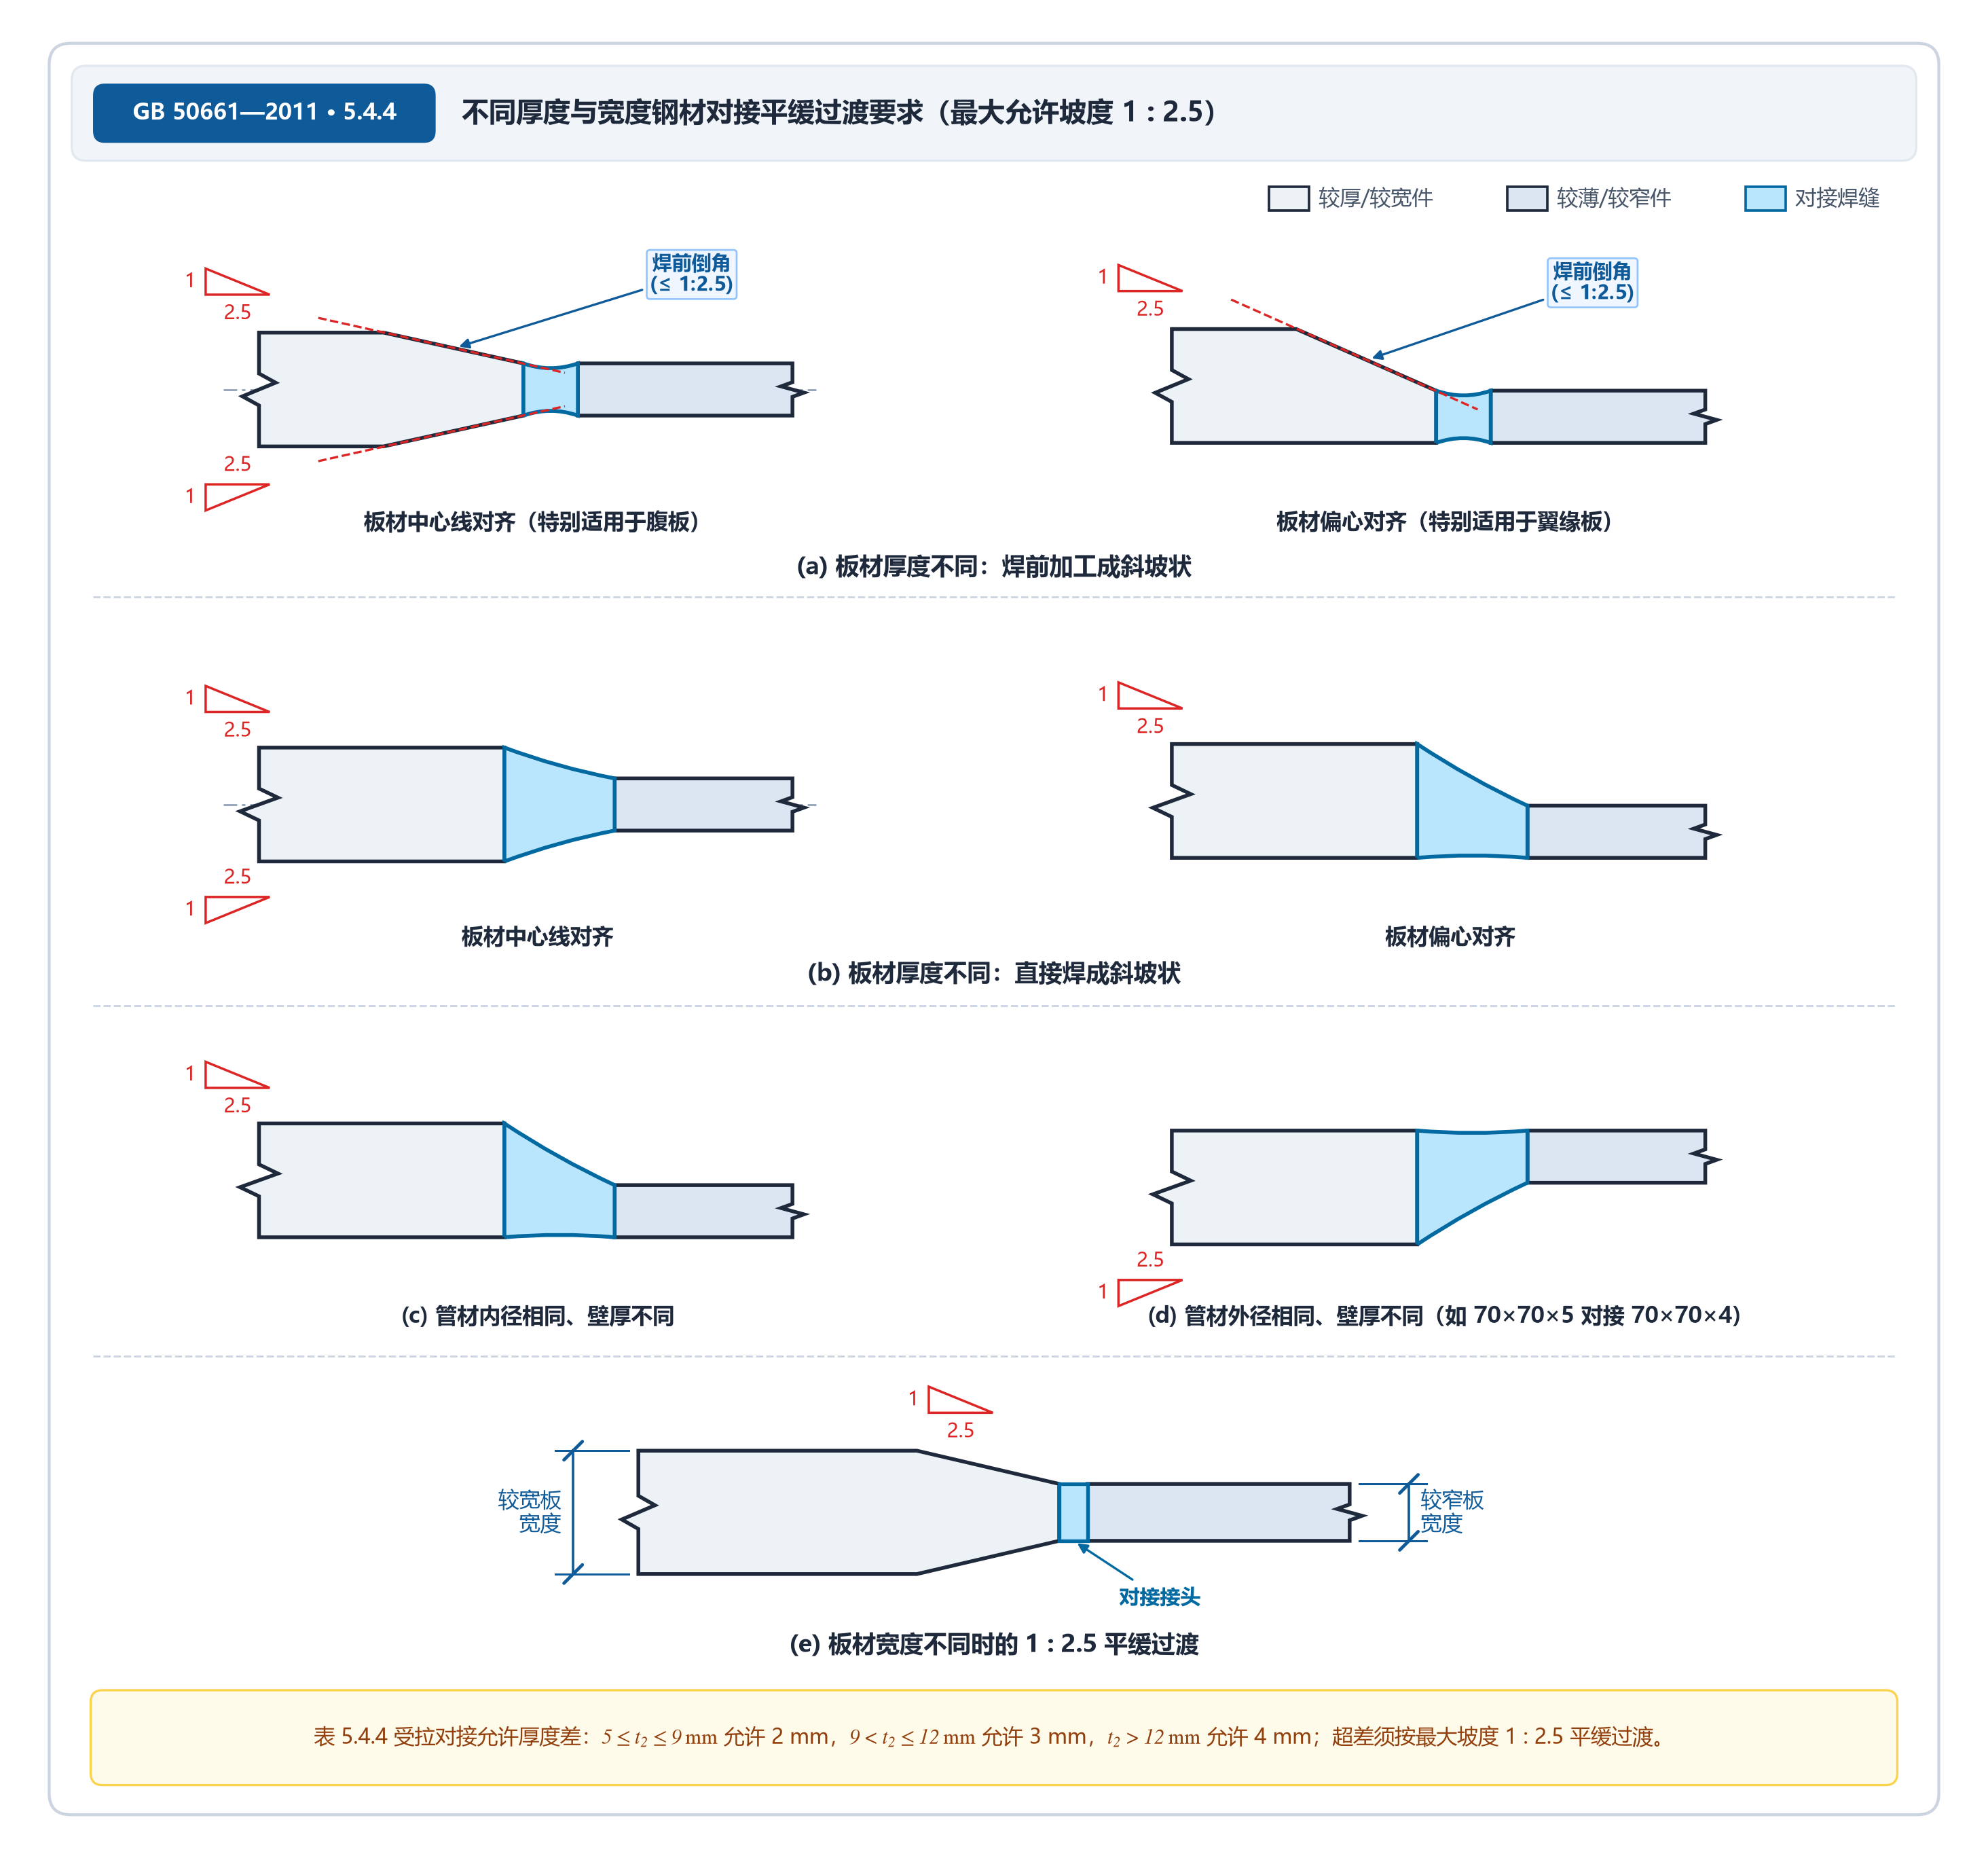 GB 50661—2011 • 5.4.4
不同厚度与宽度钢材对接平缓过渡要求（最大允许坡度 1 : 2.5）
较厚/较宽件
较薄/较窄件
对接焊缝
1
2.5
焊前倒角
(≤ 1:2.5)
2.5
1
板材中心线对齐（特别适用于腹板）
1
2.5
焊前倒角
(≤ 1:2.5)
板材偏心对齐（特别适用于翼缘板）
(a) 板材厚度不同：焊前加工成斜坡状
1
2.5
2.5
1
板材中心线对齐
1
2.5
板材偏心对齐
(b) 板材厚度不同：直接焊成斜坡状
1
2.5
(c) 管材内径相同、壁厚不同
2.5
1
(d) 管材外径相同、壁厚不同（如 70×70×5 对接 70×70×4）
1
2.5
较宽板
宽度
较窄板
宽度
对接接头
(e) 板材宽度不同时的 1 : 2.5 平缓过渡
表 5.4.4 受拉对接允许厚度差：5 ≤ t₂ ≤ 9 mm 允许 2 mm，9 < t₂ ≤ 12 mm 允许 3 mm，t₂ > 12 mm 允许 4 mm；超差须按最大坡度 1 : 2.5 平缓过渡。